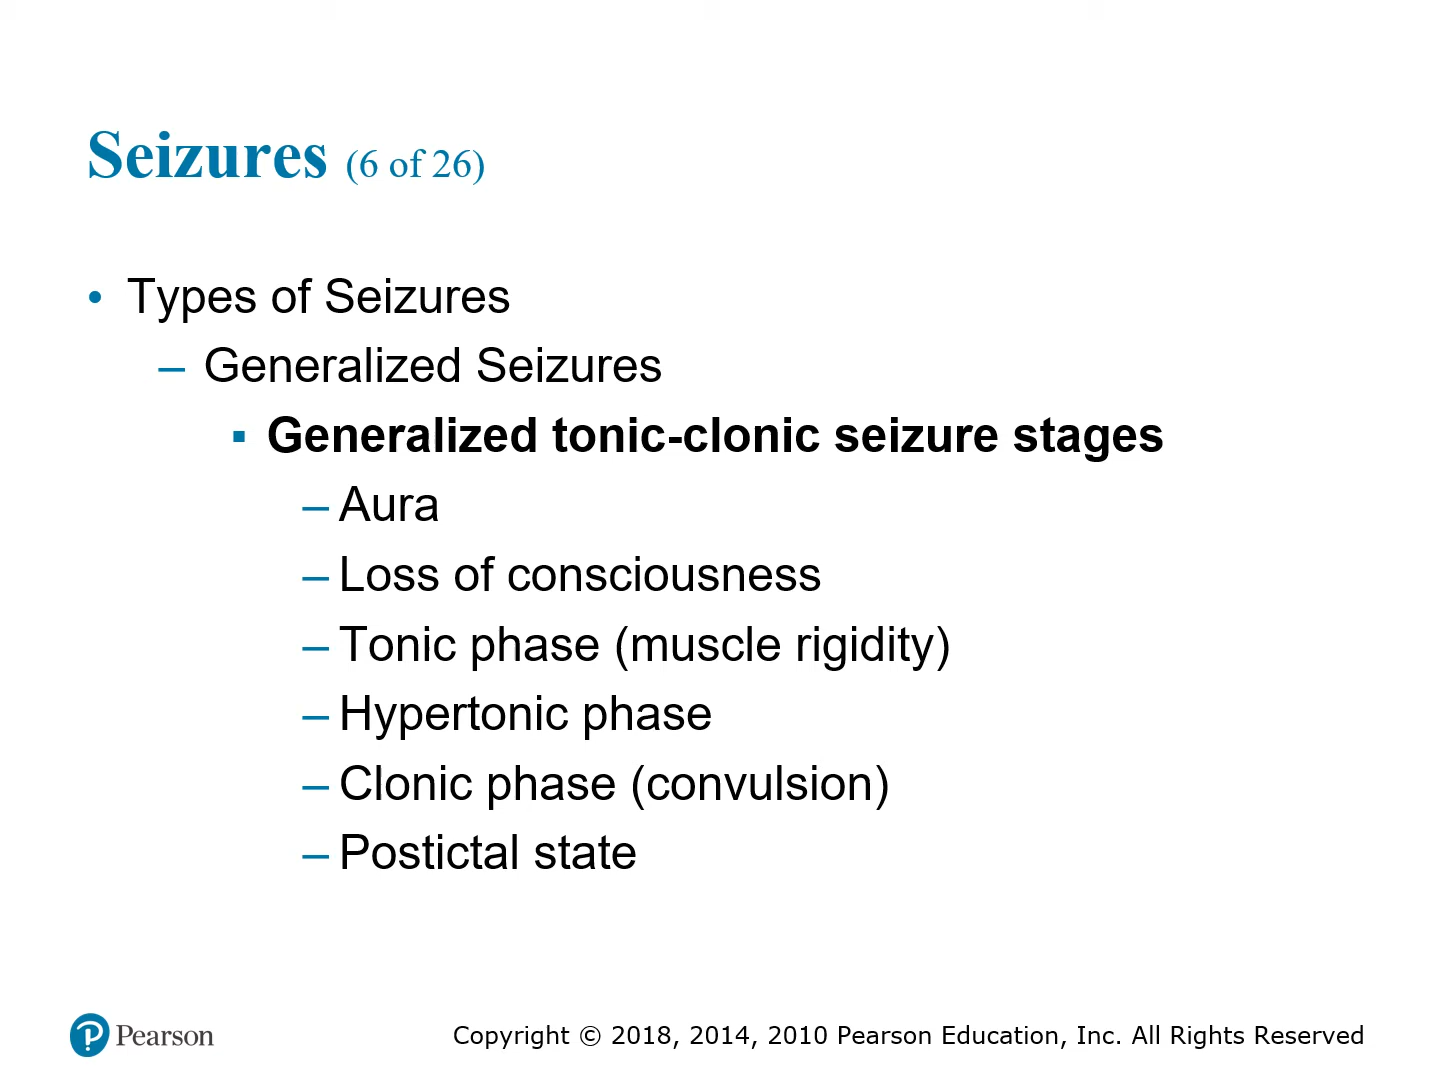 Seizures (6 of 26)
• Types of Seizures
– Generalized Seizures
▪ Generalized tonic-clonic seizure stages
– Aura
– Loss of consciousness
– Tonic phase (muscle rigidity)
– Hypertonic phase
– Clonic phase (convulsion)
– Postictal state
Pearson
Copyright © 2018, 2014, 2010 Pearson Education, Inc. All Rights Reserved